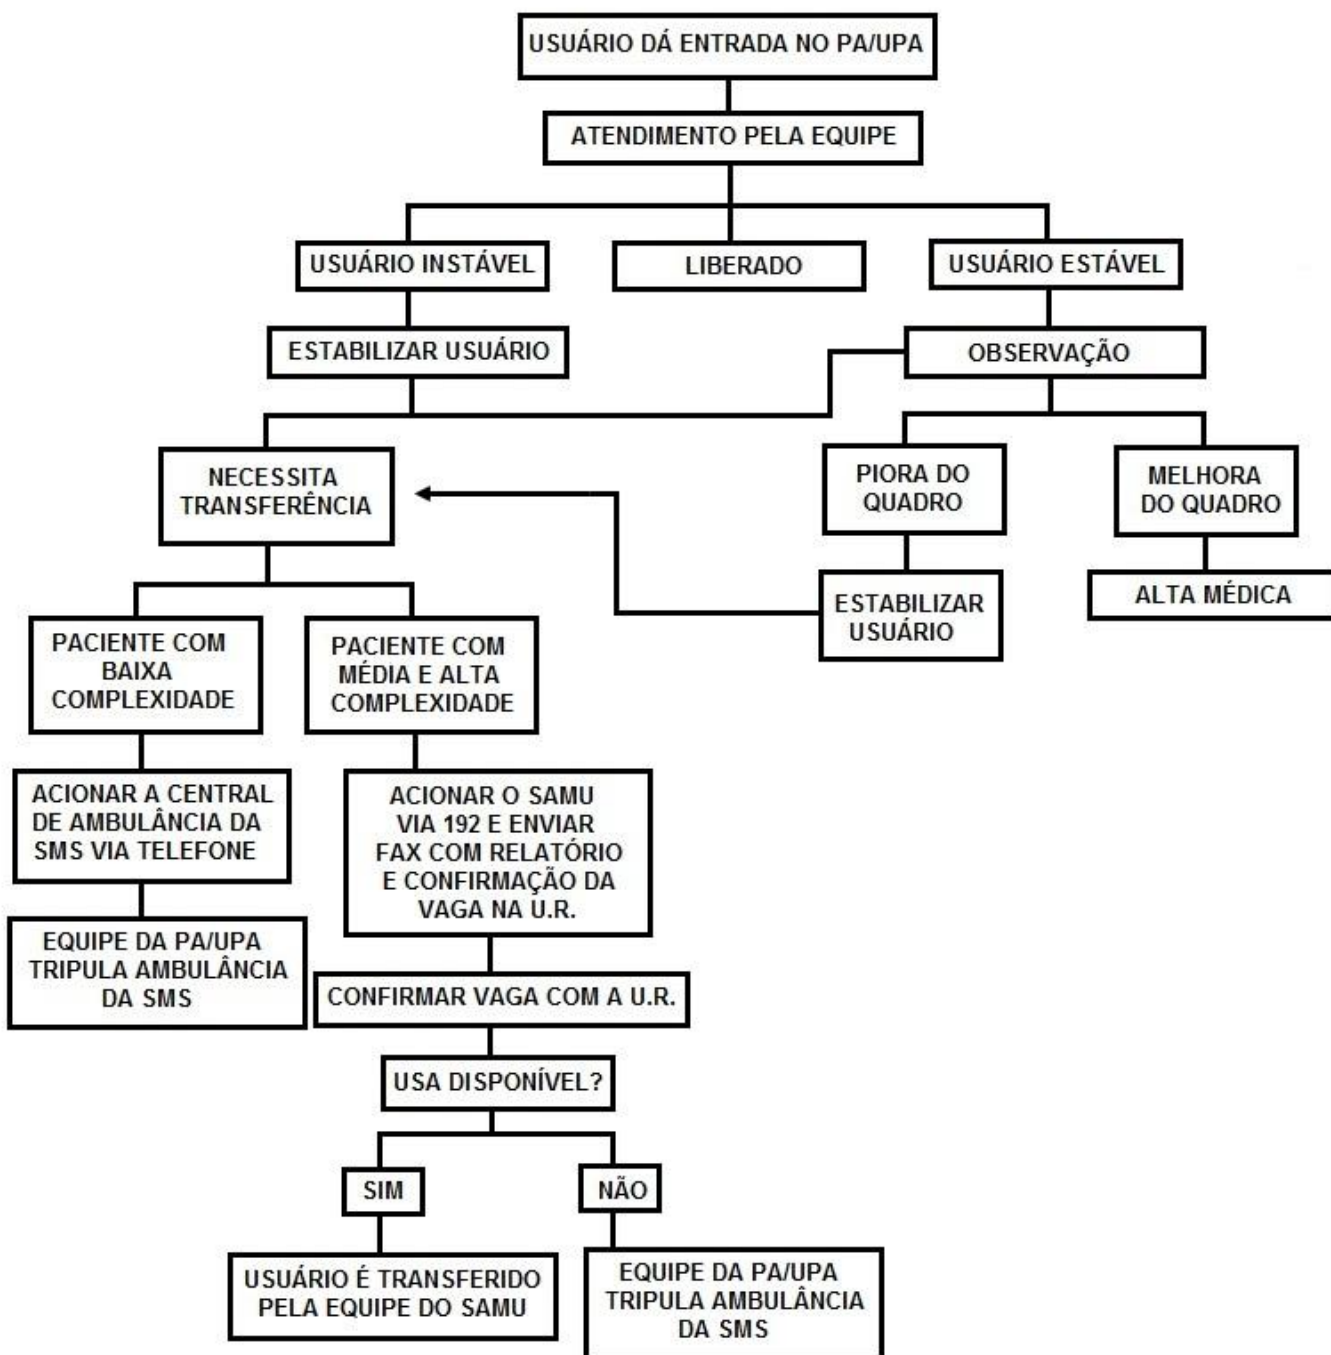 USUÁRIO DÁ ENTRADA NO PA/UPA
ATENDIMENTO PELA EQUIPE
USUÁRIO INSTÁVEL
LIBERADO
USUÁRIO ESTÁVEL
ESTABILIZAR USUÁRIO
OBSERVAÇÃO
NECESSITA
TRANSFERÊNCIA
PIORA DO
QUADRO
MELHORA
DO QUADRO
ESTABILIZAR
USUÁRIO
ALTA MÉDICA
PACIENTE COM
BAIXA
COMPLEXIDADE
PACIENTE COM
MÉDIA E ALTA
COMPLEXIDADE
ACIONAR A CENTRAL
DE AMBULÂNCIA DA
SMS VIA TELEFONE
ACIONAR O SAMU
VIA 192 E ENVIAR
FAX COM RELATÓRIO
E CONFIRMAÇÃO DA
VAGA NA U.R.
EQUIPE DA PA/UPA
TRIPULA AMBULÂNCIA
DA SMS
CONFIRMAR VAGA COM A U.R.
USA DISPONÍVEL?
SIM
NÃO
USUÁRIO É TRANSFERIDO
PELA EQUIPE DO SAMU
EQUIPE DA PA/UPA
TRIPULA AMBULÂNCIA
DA SMS